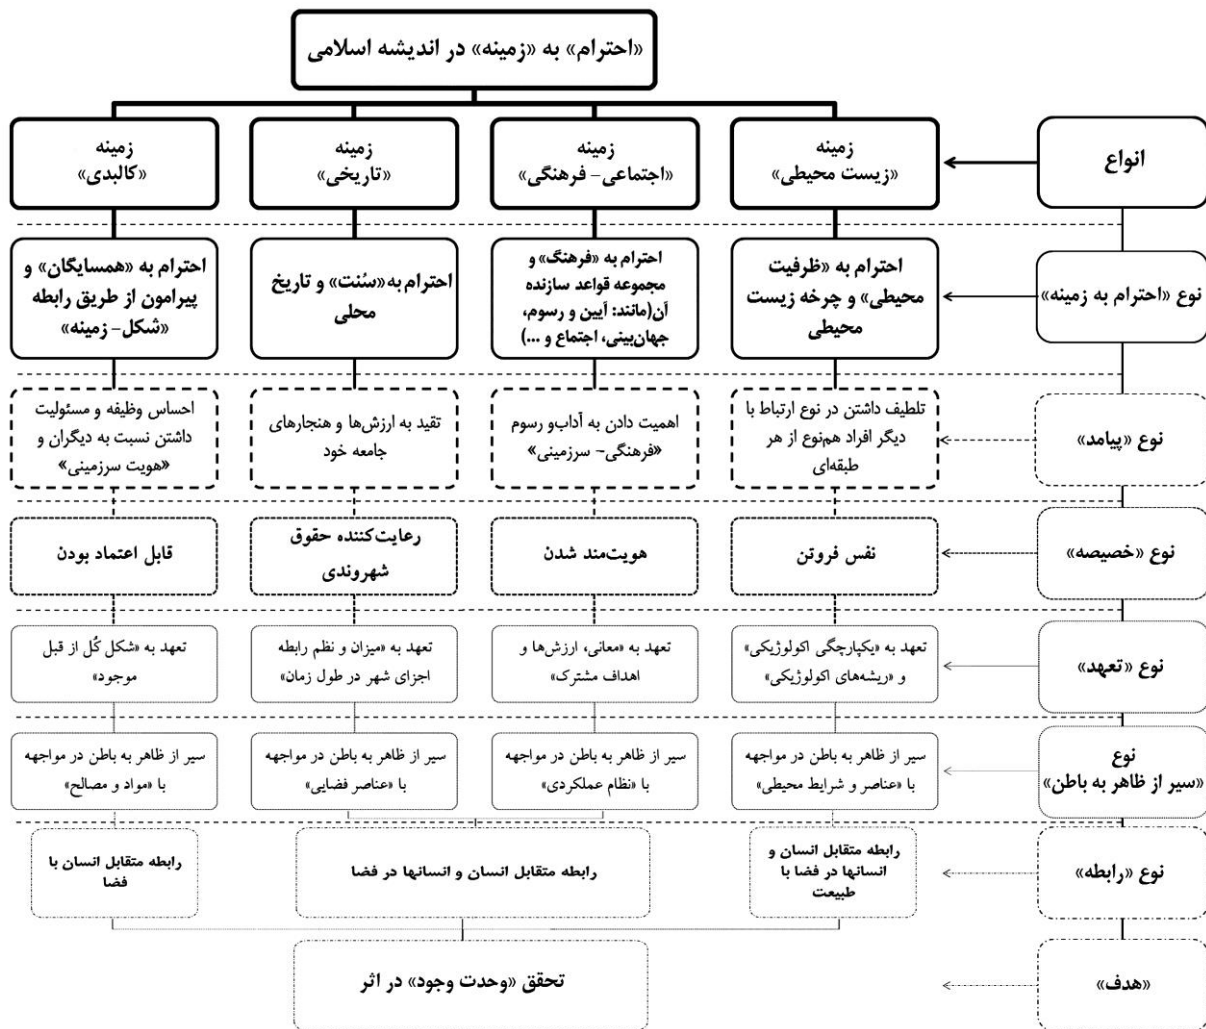 «احترام» به «زمینه» در اندیشه اسلامی
انواع
زمینه
«زیست محیطی»
زمینه
«اجتماعی- فرهنگی»
زمینه
«تاریخی»
زمینه
«کالبدی»
نوع «احترام به زمینه»
احترام به «ظرفیت
محیطی» و چرخه زیست
محیطی
احترام به «فرهنگ» و
مجموعه قواعد سازنده
آن(مانند: آیین و رسوم،
جهان‌بینی، اجتماع و ...)
احترام به «سُنت» و تاریخ
محلی
احترام به «همسایگان» و
پیرامون از طریق رابطه
«شکل- زمینه»
نوع «پیامد»
تلطیف داشتن در نوع ارتباط با
دیگر افراد هم‌نوع از هر
طبقه‌ای
اهمیت دادن به آداب‌و رسوم
«فرهنگی- سرزمینی»
تقید به ارزش‌ها و هنجارهای
جامعه خود
احساس وظیفه و مسئولیت
داشتن نسبت به دیگران و
«هویت سرزمینی»
نوع «خصیصه»
نفس فروتن
هویت‌مند شدن
رعایت‌کننده حقوق
شهروندی
قابل اعتماد بودن
نوع «تعهد»
تعهد به «یکپارچگی اکولوژیکی»
و «ریشه‌های اکولوژیکی»
تعهد به «معانی، ارزش‌ها و
اهداف مشترک»
تعهد به «میزان و نظم رابطه
اجزای شهر در طول زمان»
تعهد به «شکل کُل از قبل
موجود»
نوع
«سیر از ظاهر به باطن»
سیر از ظاهر به باطن در مواجهه
با «عناصر و شرایط محیطی»
سیر از ظاهر به باطن در مواجهه
با «نظام عملکردی»
سیر از ظاهر به باطن در مواجهه
با «عناصر فضایی»
سیر از ظاهر به باطن در مواجهه
با «مواد و مصالح»
نوع «رابطه»
رابطه متقابل انسان و
انسانها در فضا با
طبیعت
رابطه متقابل انسان و انسانها در فضا
رابطه متقابل انسان با
فضا
«هدف»
تحقق «وحدت وجود» در اثر